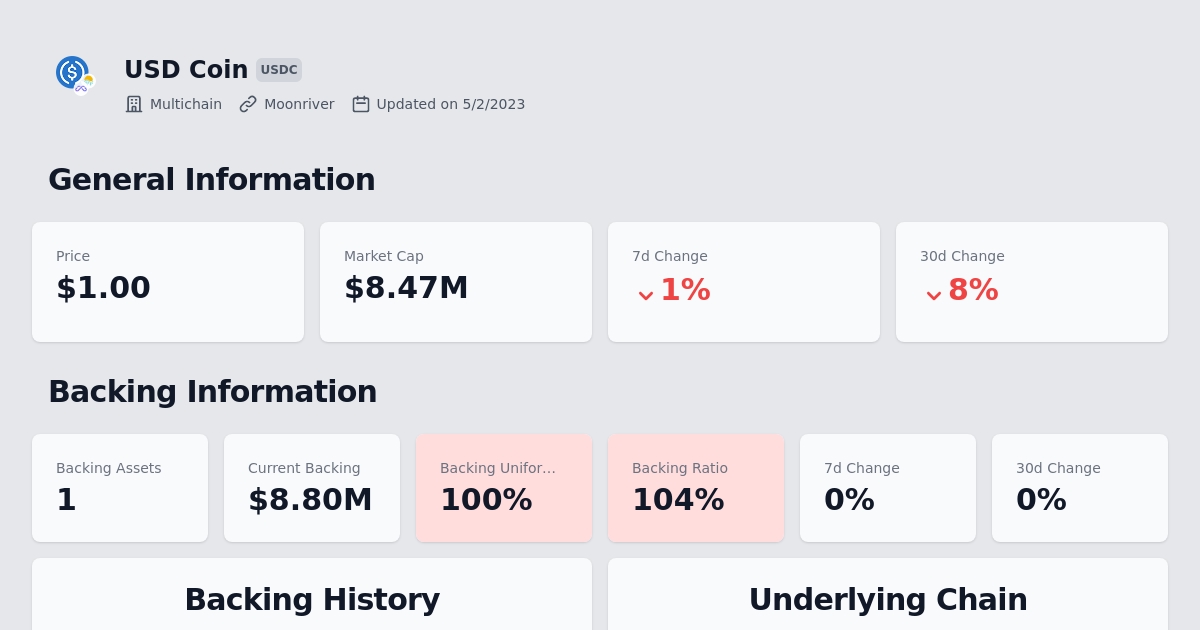 USD Coin USDC
Multichain Moonriver Updated on 5/2/2023
General Information
Price Market Cap 7d Change 30d Change
$1.00 $8.47M 1% 8%
Backing Information
Backing Assets Current Backing Backing Unifor... Backing Ratio 7d Change 30d Change
1 $8.80M 100% 104% 0% 0%
Backing History Underlying Chain